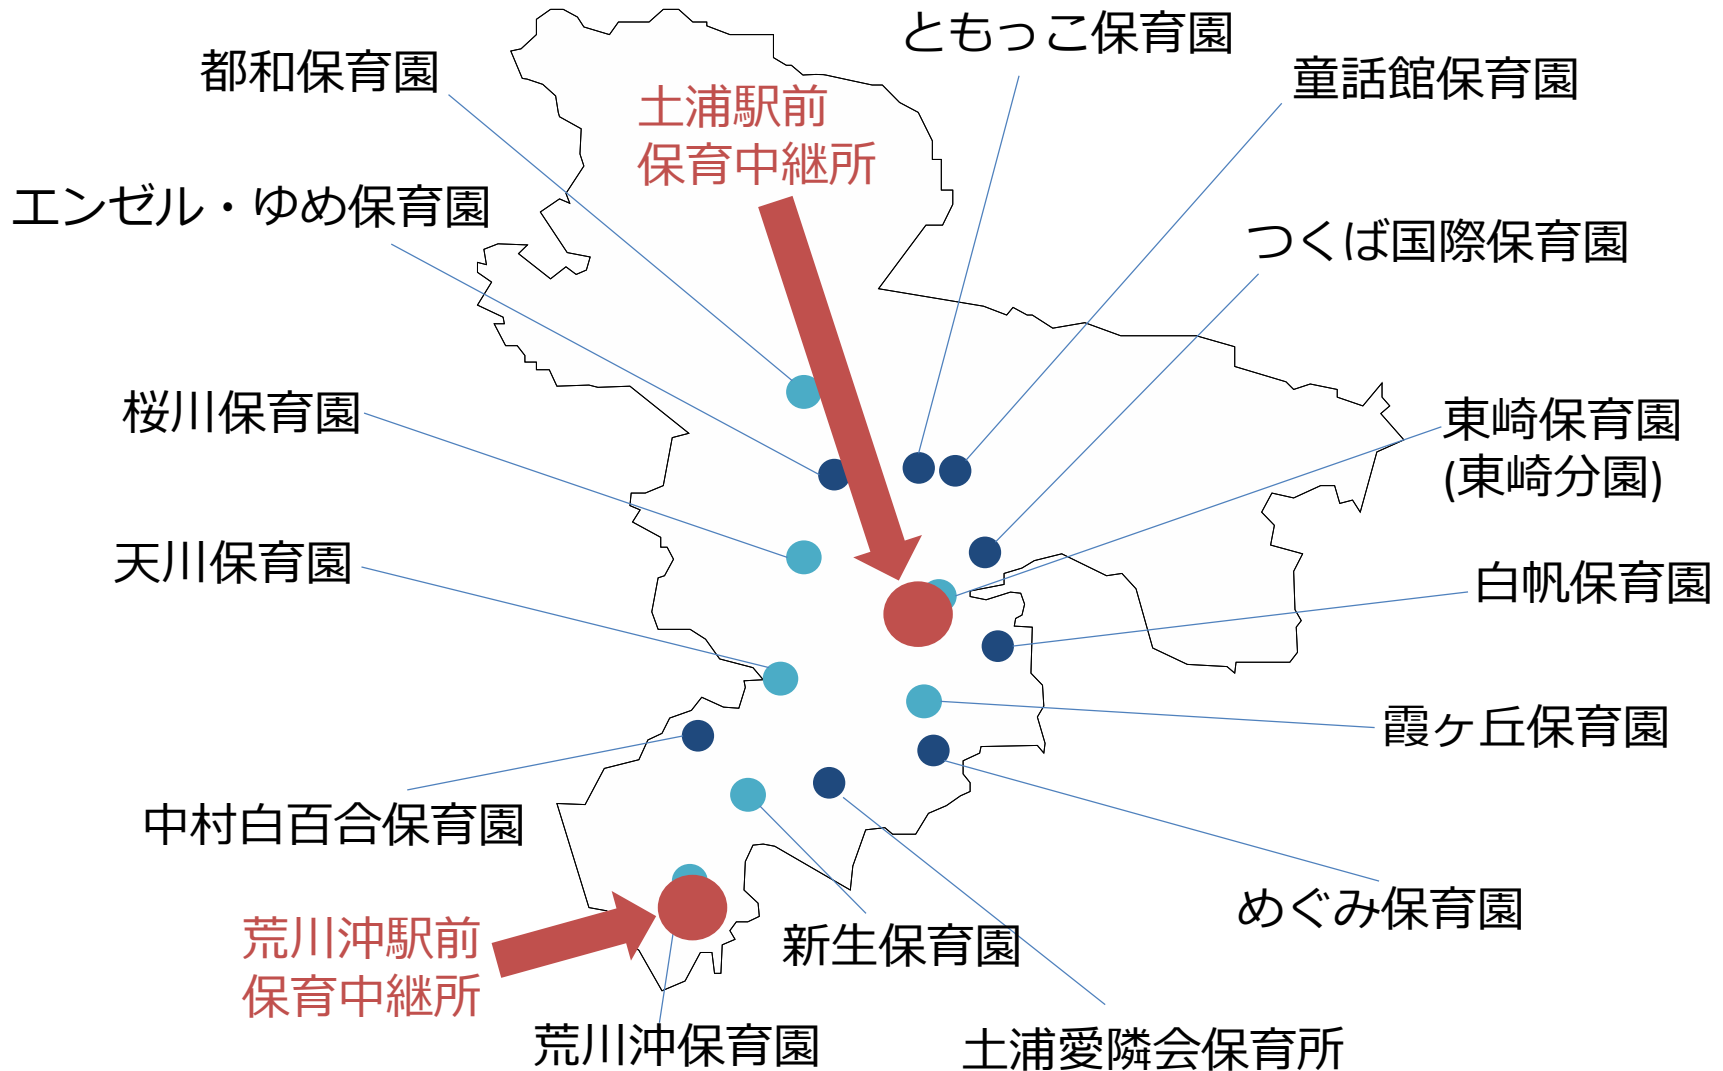 ともっこ保育園
都和保育園
童話館保育園
土浦駅前
保育中継所
エンゼル・ゆめ保育園
つくば国際保育園
桜川保育園
東崎保育園
(東崎分園)
天川保育園
白帆保育園
霞ヶ丘保育園
中村白百合保育園
めぐみ保育園
荒川沖駅前
保育中継所
新生保育園
荒川沖保育園
土浦愛隣会保育所